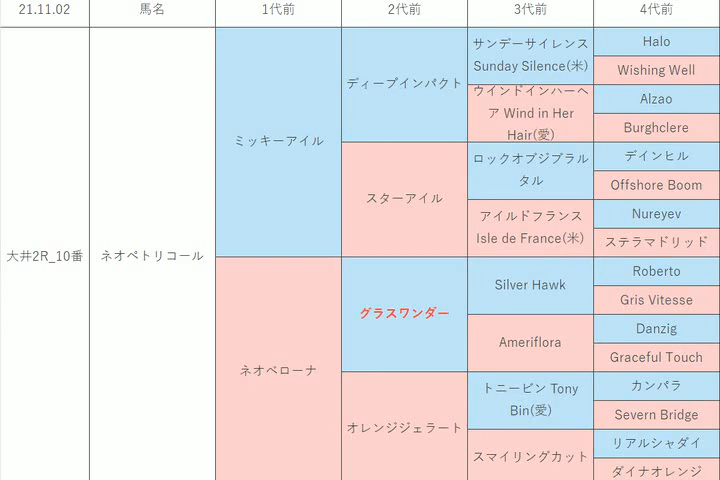 21.11.02
馬名
1代前
2代前
3代前
4代前
大井2R_10番
ネオペトリコール
ミッキーアイル
ディープインパクト
サンデーサイレンス
Sunday Silence(米)
Halo
Wishing Well
ウインドインハーヘ
ア Wind in Her
Hair(愛)
Alzao
Burghclere
スターアイル
ロックオブジブラル
タル
デインヒル
Offshore Boom
アイルドフランス
Isle de France(米)
Nureyev
ステラマドリッド
ネオベローナ
グラスワンダー
Silver Hawk
Roberto
Gris Vitesse
Ameriflora
Danzig
Graceful Touch
オレンジジェラート
トニービン Tony
Bin(愛)
カンパラ
Severn Bridge
スマイリングカット
リアルシャダイ
ダイナオレンジ